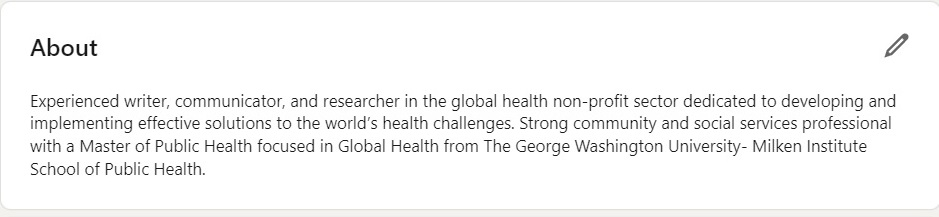 About
Experienced writer, communicator, and researcher in the global health non-profit sector dedicated to developing and
implementing effective solutions to the world’s health challenges. Strong community and social services professional
with a Master of Public Health focused in Global Health from The George Washington University- Milken Institute
School of Public Health.